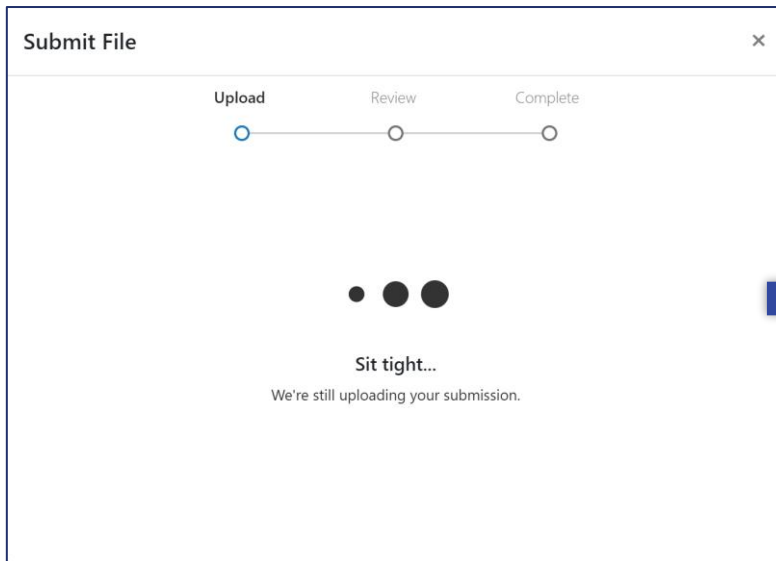 Submit File
Upload Review Complete
Sit tight...
We're still uploading your submission.